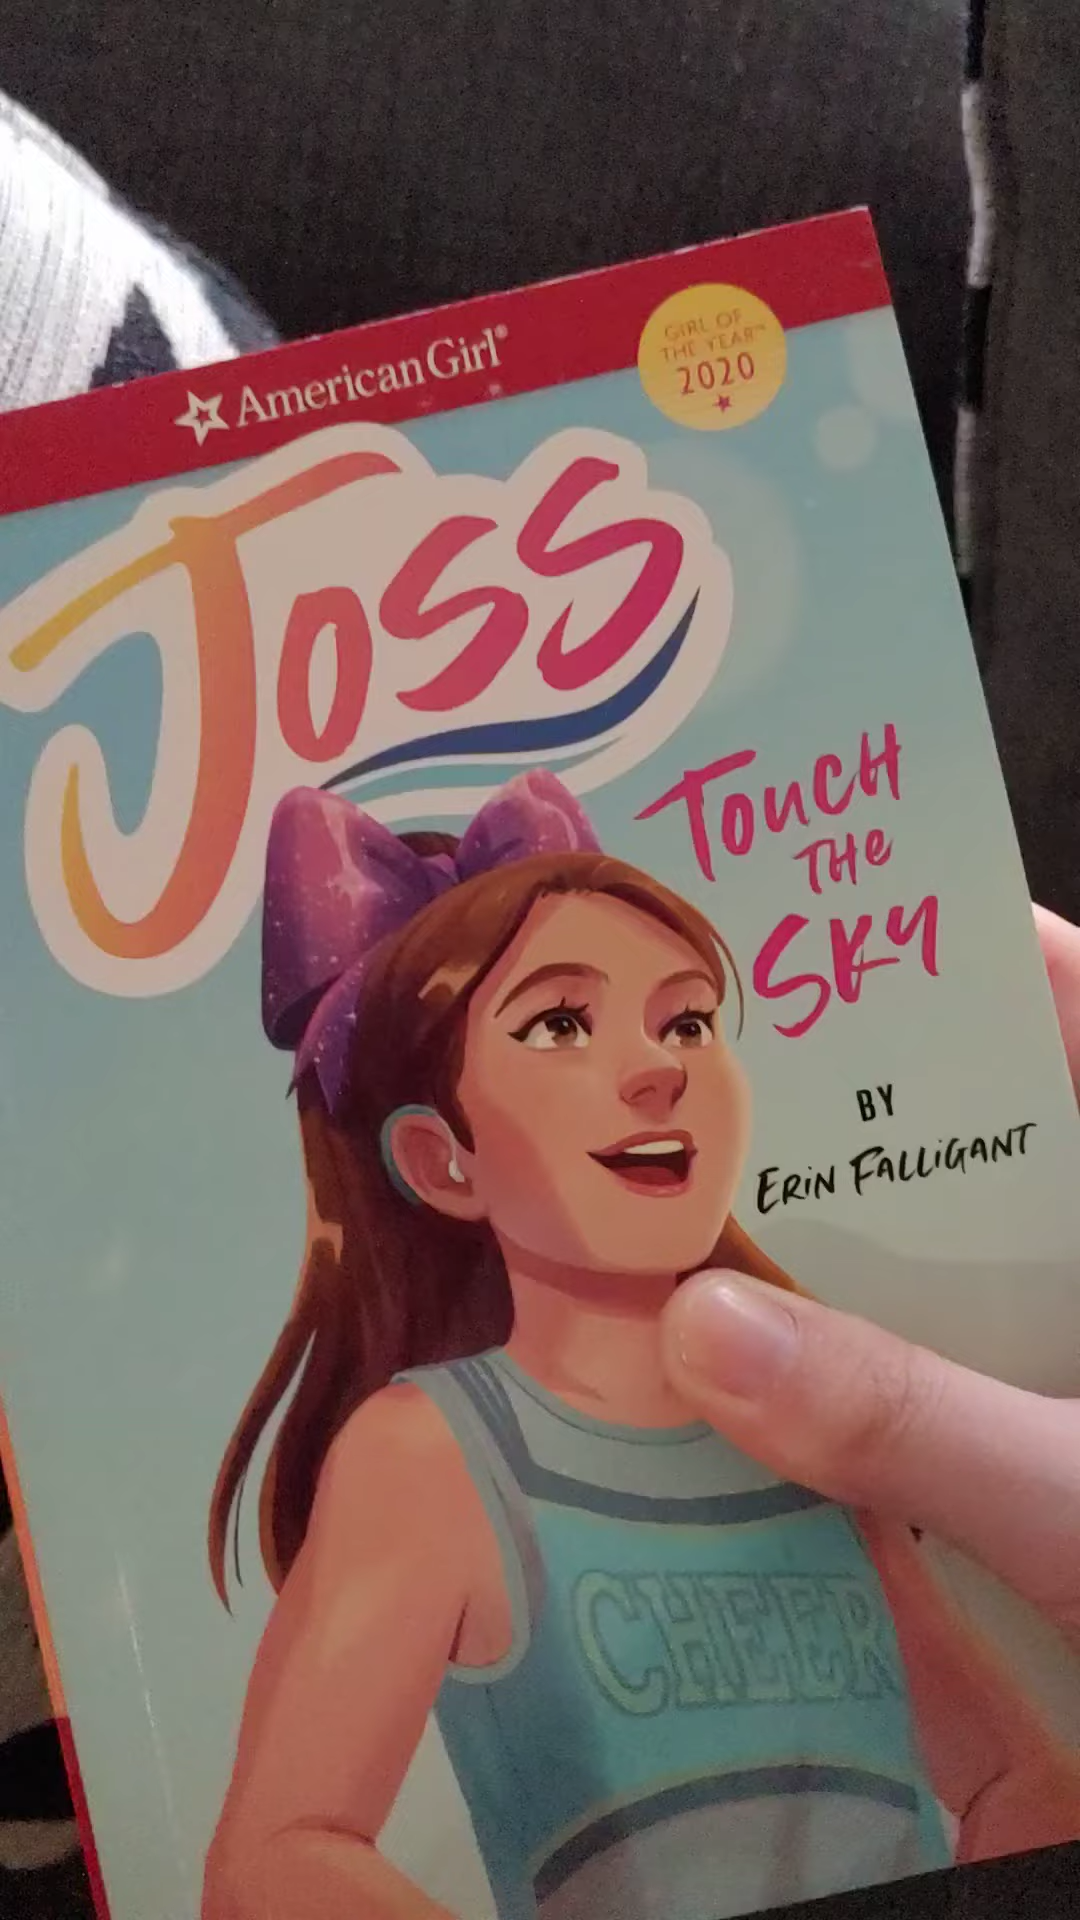 American Girl®
GIRL OF
THE YEAR™
2020
Joss
Touch
THe
Sky
BY
ERiN FALLiGANT
CHEER